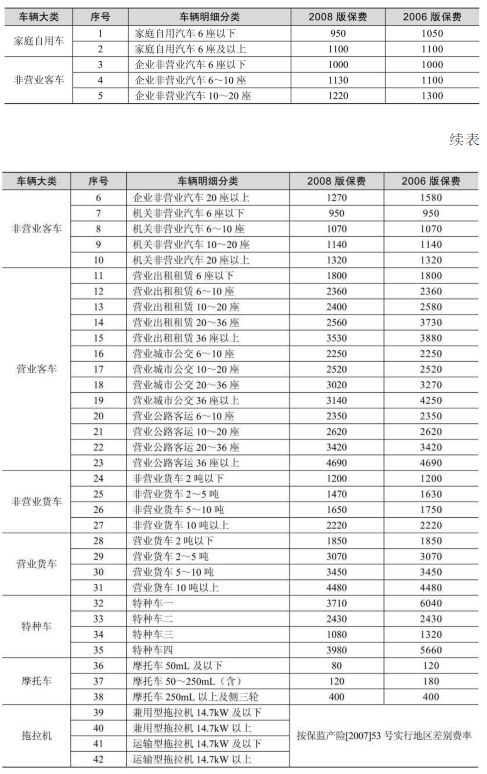 车辆大类 序号 车辆明细分类 2008 版保费 2006 版保费
家庭自用车 1 家庭自用汽车 6 座以下 950 1050
2 家庭自用汽车 6 座及以上 1100 1100
非营业客车 3 企业非营业汽车 6 座以下 1000 1000
4 企业非营业汽车 6～10 座 1130 1100
5 企业非营业汽车 10～20 座 1220 1300
续表
车辆大类 序号 车辆明细分类 2008 版保费 2006 版保费
非营业客车 6 企业非营业汽车 20 座以上 1270 1580
7 机关非营业汽车 6 座以下 950 950
8 机关非营业汽车 6～10 座 1070 1070
9 机关非营业汽车 10～20 座 1140 1140
10 机关非营业汽车 20 座以上 1320 1320
营业客车 11 营业出租租赁 6 座以下 1800 1800
12 营业出租租赁 6～10 座 2360 2360
13 营业出租租赁 10～20 座 2400 2580
14 营业出租租赁 20～36 座 2560 3730
15 营业出租租赁 36 座以上 3530 3880
16 营业城市公交 6～10 座 2250 2250
17 营业城市公交 10～20 座 2520 2520
18 营业城市公交 20～36 座 3020 3270
19 营业城市公交 36 座以上 3140 4250
20 营业公路客运 6～10 座 2350 2350
21 营业公路客运 10～20 座 2620 2620
22 营业公路客运 20～36 座 3420 3420
23 营业公路客运 36 座以上 4690 4690
非营业货车 24 非营业货车 2 吨以下 1200 1200
25 非营业货车 2～5 吨 1470 1630
26 非营业货车 5～10 吨 1650 1750
27 非营业货车 10 吨以上 2220 2220
营业货车 28 营业货车 2 吨以下 1850 1850
29 营业货车 2～5 吨 3070 3070
30 营业货车 5～10 吨 3450 3450
31 营业货车 10 吨以上 4480 4480
特种车 32 特种车一 3710 6040
33 特种车二 2430 2430
34 特种车三 1080 1320
35 特种车四 3980 5660
摩托车 36 摩托车 50mL 及以下 80 120
37 摩托车 50～250mL（含） 120 180
38 摩托车 250mL 以上及侧三轮 400 400
拖拉机 39 兼用型拖拉机 14.7kW 及以下 按保监产险[2007]53 号实行地区差别费率
40 兼用型拖拉机 14.7kW 以上
41 运输型拖拉机 14.7kW 及以下
42 运输型拖拉机 14.7kW 以上